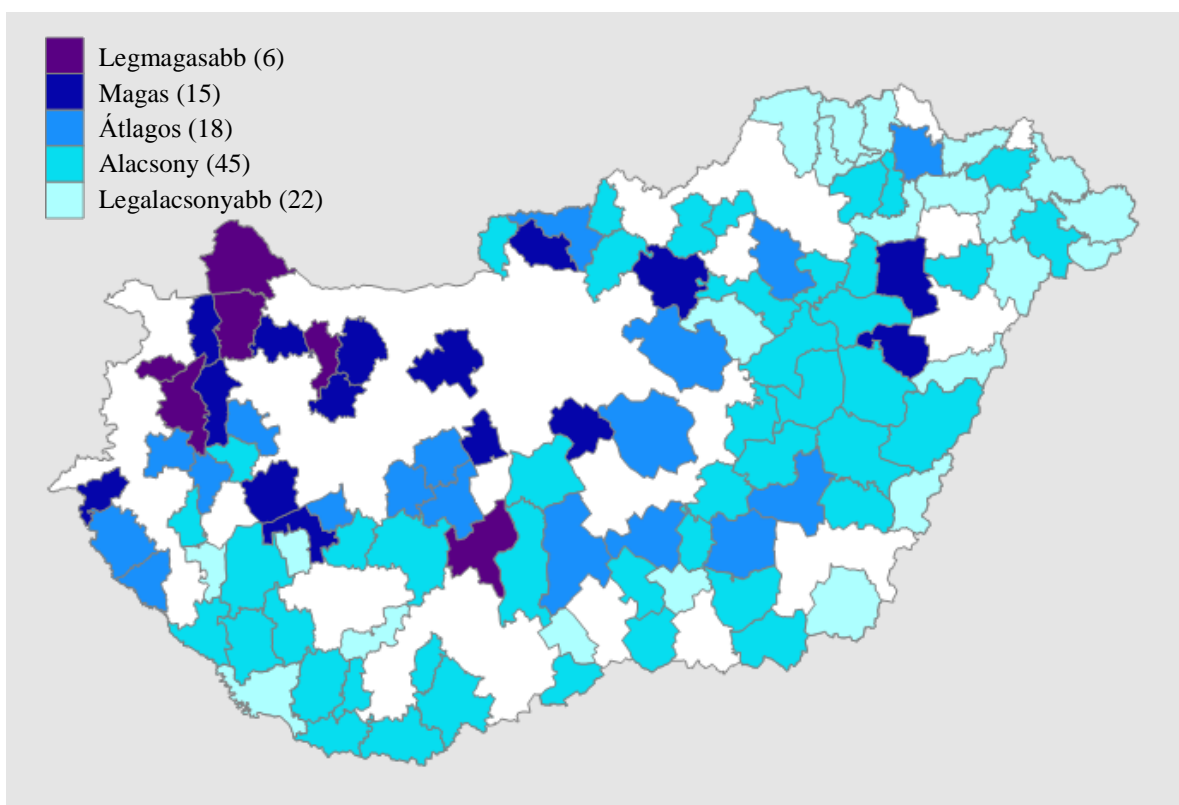 Legmagasabb (6)
Magas (15)
Átlagos (18)
Alacsony (45)
Legalacsonyabb (22)